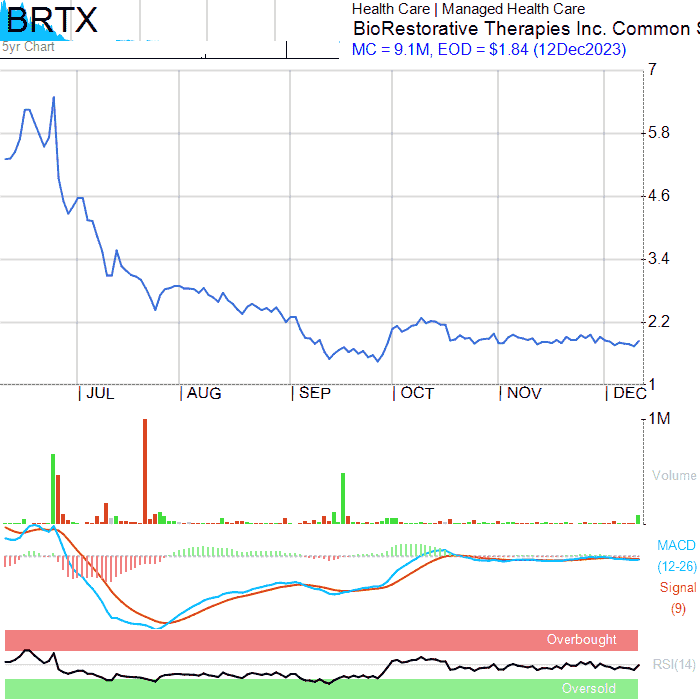 BRTX
5yr Chart
Health Care | Managed Health Care
BioRestorative Therapies Inc. Common S
MC = 9.1M, EOD = $1.84 (12Dec2023)
7
5.8
4.6
3.4
2.2
1
| JUL | AUG | SEP | OCT | NOV | DEC
1M
Volume
MACD
(12-26)
Signal
(9)
Overbought
RSI(14)
Oversold